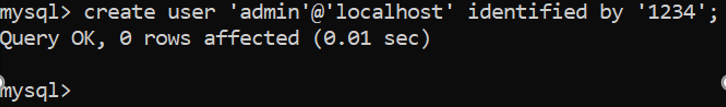 mysql> create user 'admin'@'localhost' identified by '1234';
Query OK, 0 rows affected (0.01 sec)
mysql>